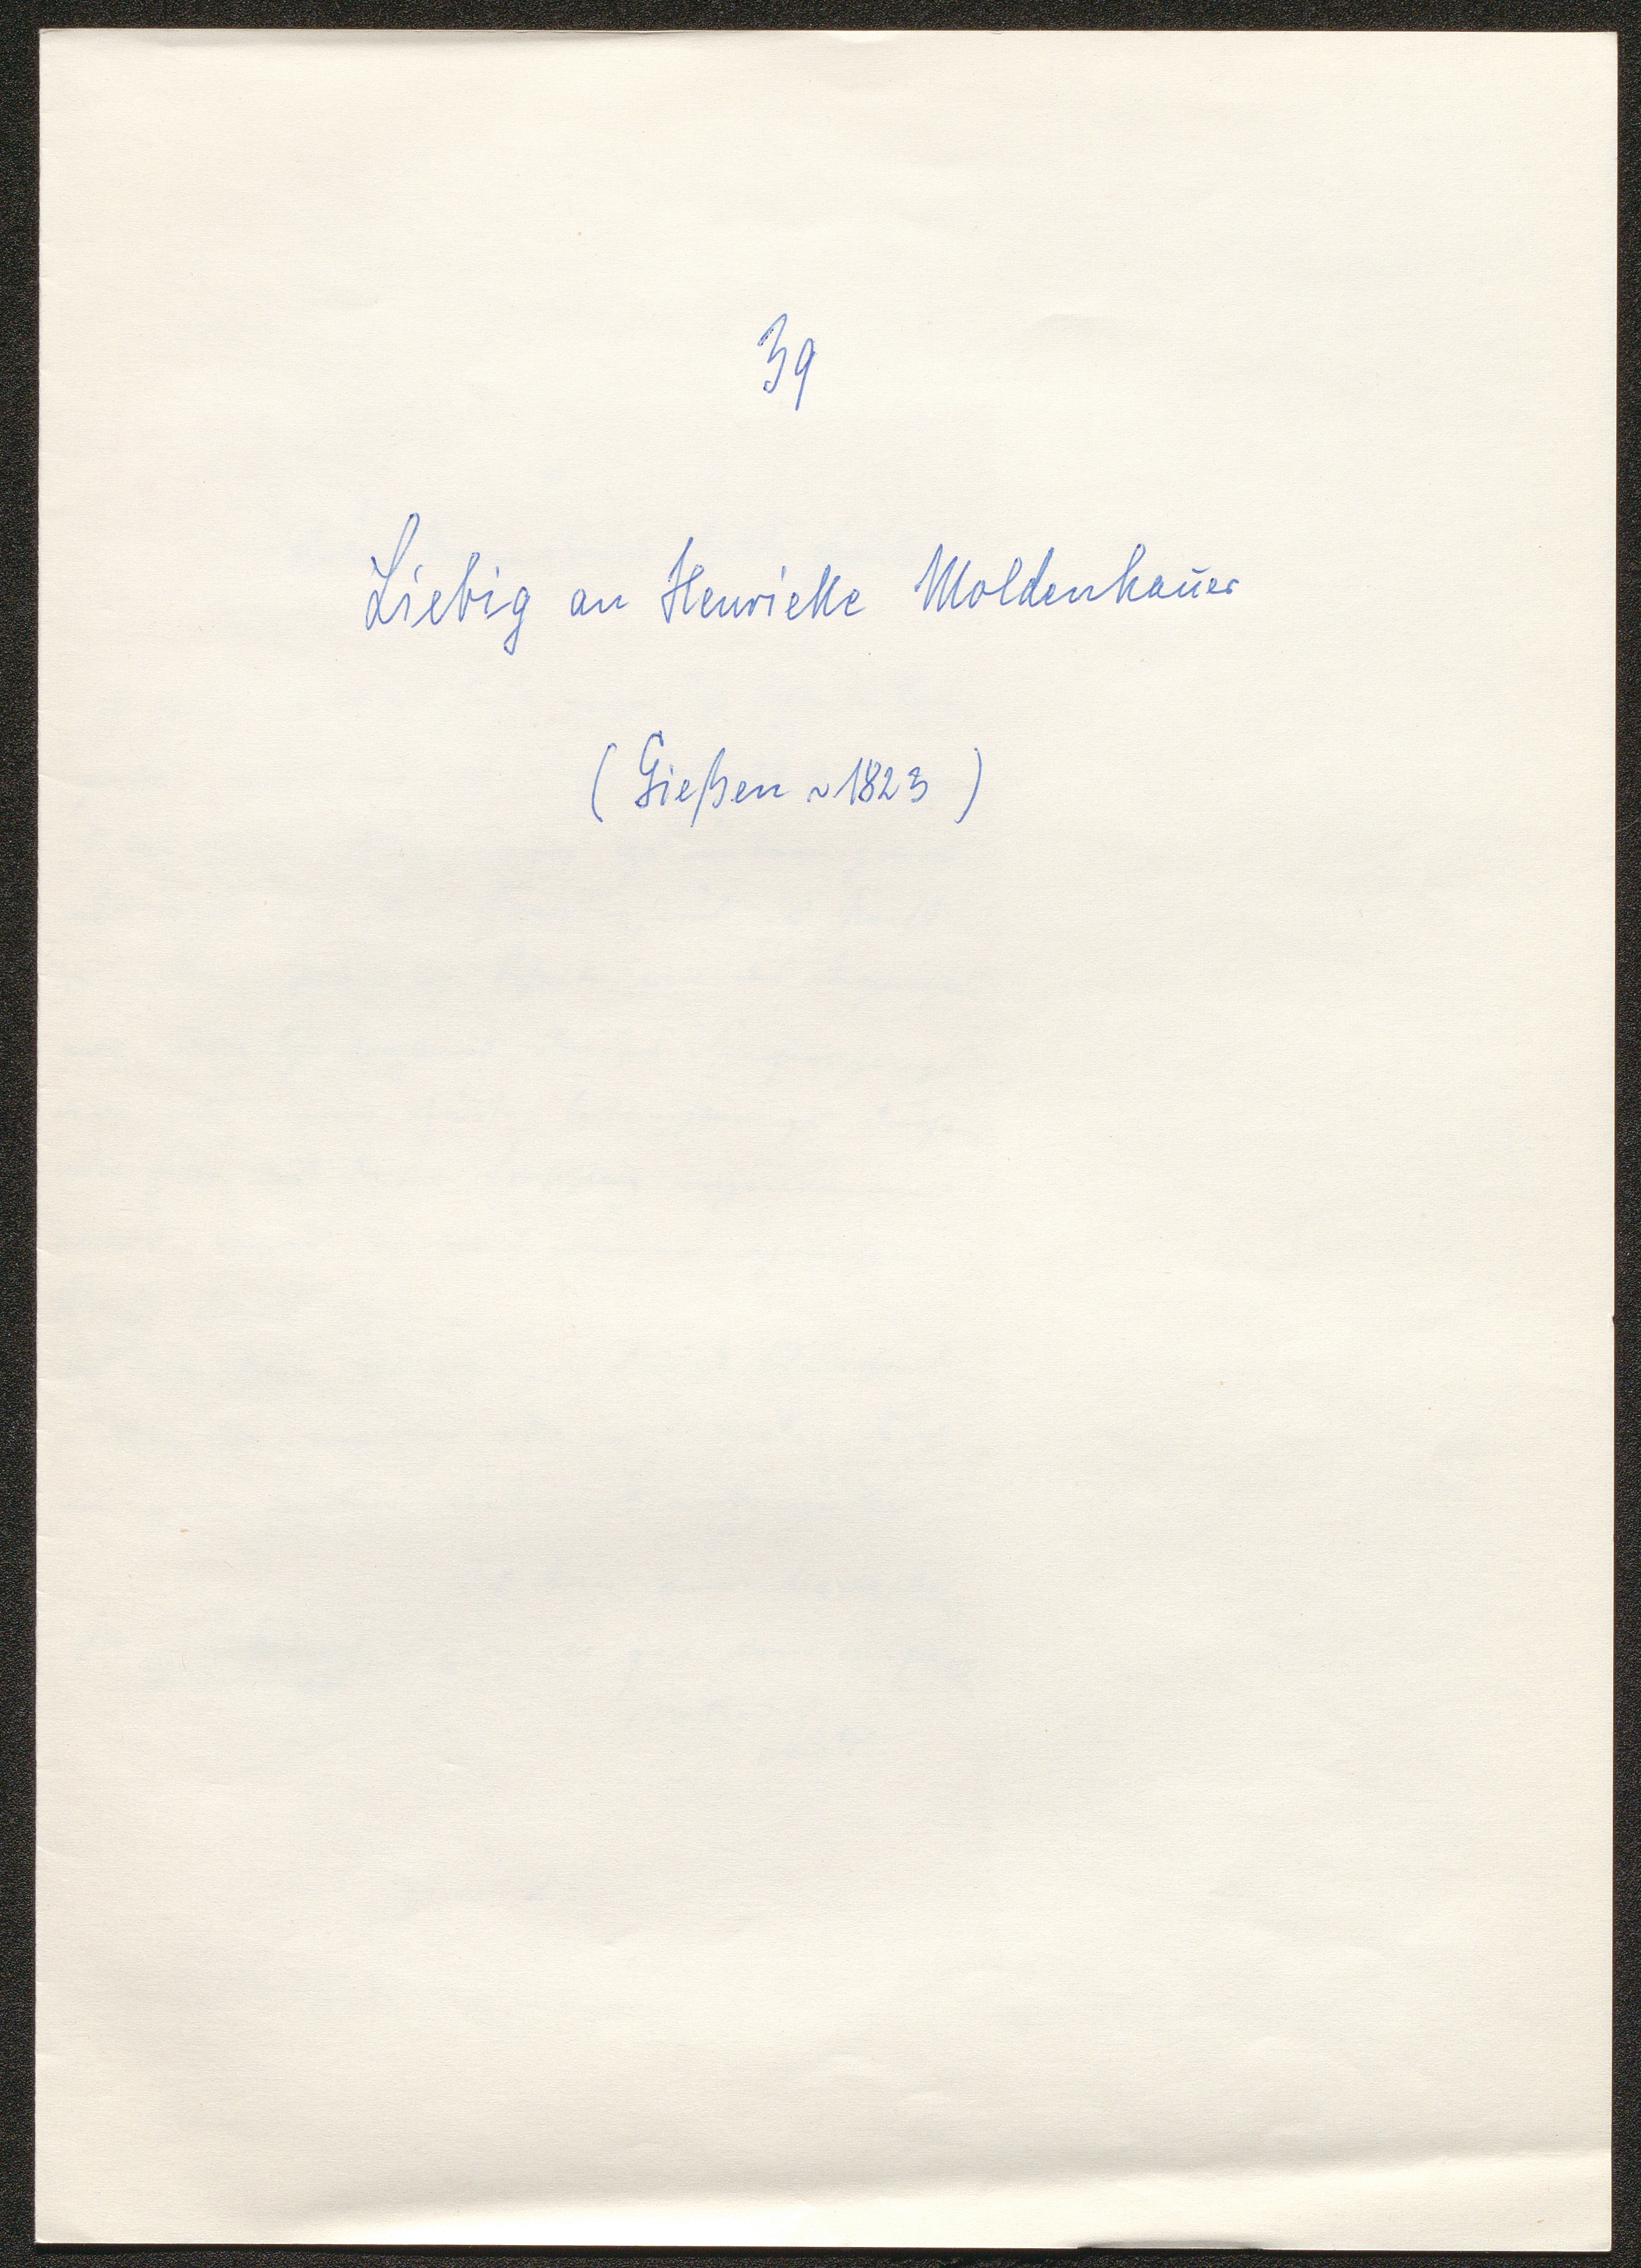 39
Liebig an Henriette Moldenhauer
(Gießen ~ 1823)